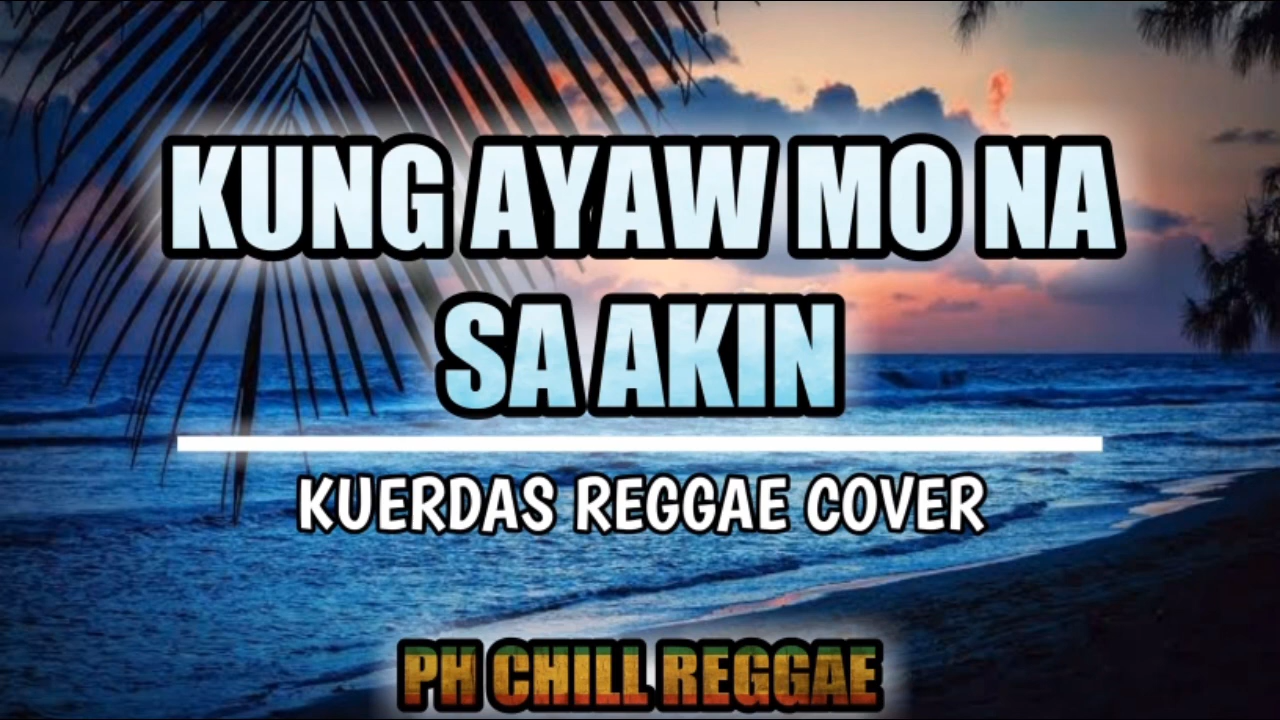 KUNG AYAW MO NA
SA AKIN
KUERDAS REGGAE COVER
PH CHILL REGGAE